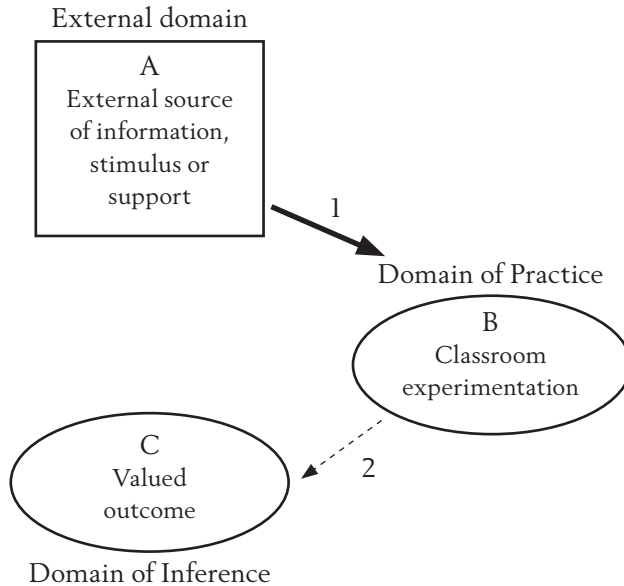 External domain
A
External source
of information,
stimulus or
support
1
Domain of Practice
B
Classroom
experimentation
2
C
Valued
outcome
Domain of Inference